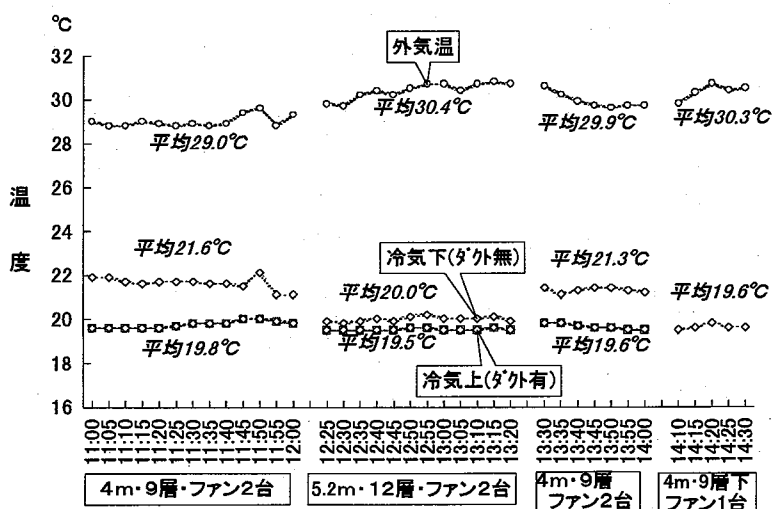 ℃
32
30
28
26
24
22
20
18
16
温度
外気温
平均29.0℃
平均30.4℃
平均29.9℃
平均30.3℃
平均21.6℃
冷気下(ダクト無)
平均21.3℃
平均20.0℃
平均19.6℃
平均19.8℃
平均19.5℃
平均19.6℃
冷気上(ダクト有)
11:00 11:05 11:10 11:15 11:20 11:25 11:30 11:35 11:40 11:45 11:50 11:55 12:00
12:25 12:30 12:35 12:40 12:45 12:50 12:55 13:00 13:05 13:10 13:15 13:20
13:30 13:35 13:40 13:45 13:50 13:55 14:00
14:10 14:15 14:20 14:25 14:30
4m・9層・ファン2台
5.2m・12層・ファン2台
4m・9層
ファン2台
4m・9層下
ファン1台